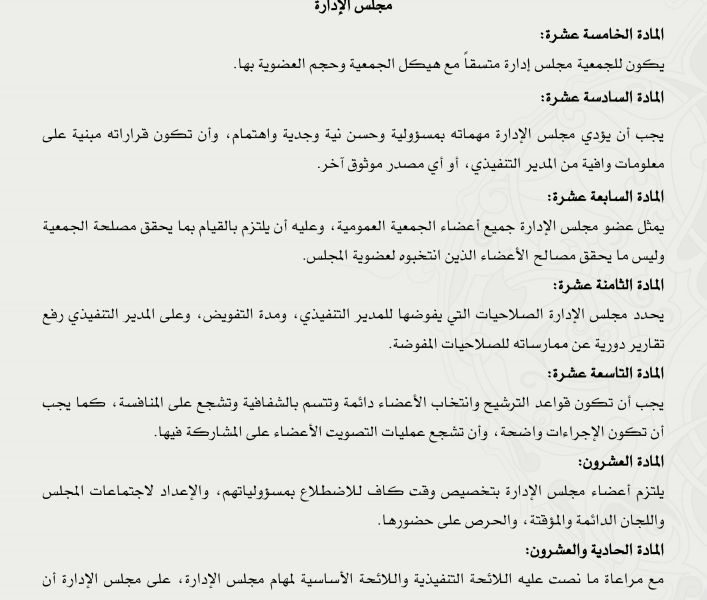 مجلس الإدارة
المادة الخامسة عشرة:
يكون للجمعية مجلس إدارة متسقاً مع هيكل الجمعية وحجم العضوية بها.
المادة السادسة عشرة:
يجب أن يؤدي مجلس الإدارة مهماته بمسؤولية وحسن نية وجدية واهتمام، وأن تكون قراراته مبنية على
معلومات وافية من المدير التنفيذي، أو أي مصدر موثوق آخر.
المادة السابعة عشرة:
يمثل عضو مجلس الإدارة جميع أعضاء الجمعية العمومية، وعليه أن يلتزم بالقيام بما يحقق مصلحة الجمعية
وليس ما يحقق مصالح الأعضاء الذين انتخبوه لعضوية المجلس.
المادة الثامنة عشرة:
يحدد مجلس الإدارة الصلاحيات التي يفوضها للمدير التنفيذي، ومدة التفويض، وعلى المدير التنفيذي رفع
تقارير دورية عن ممارساته للصلاحيات المفوضة.
المادة التاسعة عشرة:
يجب أن تكون قواعد الترشيح وانتخاب الأعضاء دائمة وتتسم بالشفافية وتشجع على المنافسة، كما يجب
أن تكون الإجراءات واضحة، وأن تشجع عمليات التصويت الأعضاء على المشاركة فيها.
المادة العشرون:
يلتزم أعضاء مجلس الإدارة بتخصيص وقت كاف للاضطلاع بمسؤولياتهم، والإعداد لاجتماعات المجلس
واللجان الدائمة والمؤقتة، والحرص على حضورها.
المادة الحادية والعشرون:
مع مراعاة ما نصت عليه اللائحة التنفيذية واللائحة الأساسية لمهام مجلس الإدارة، على مجلس الإدارة أن